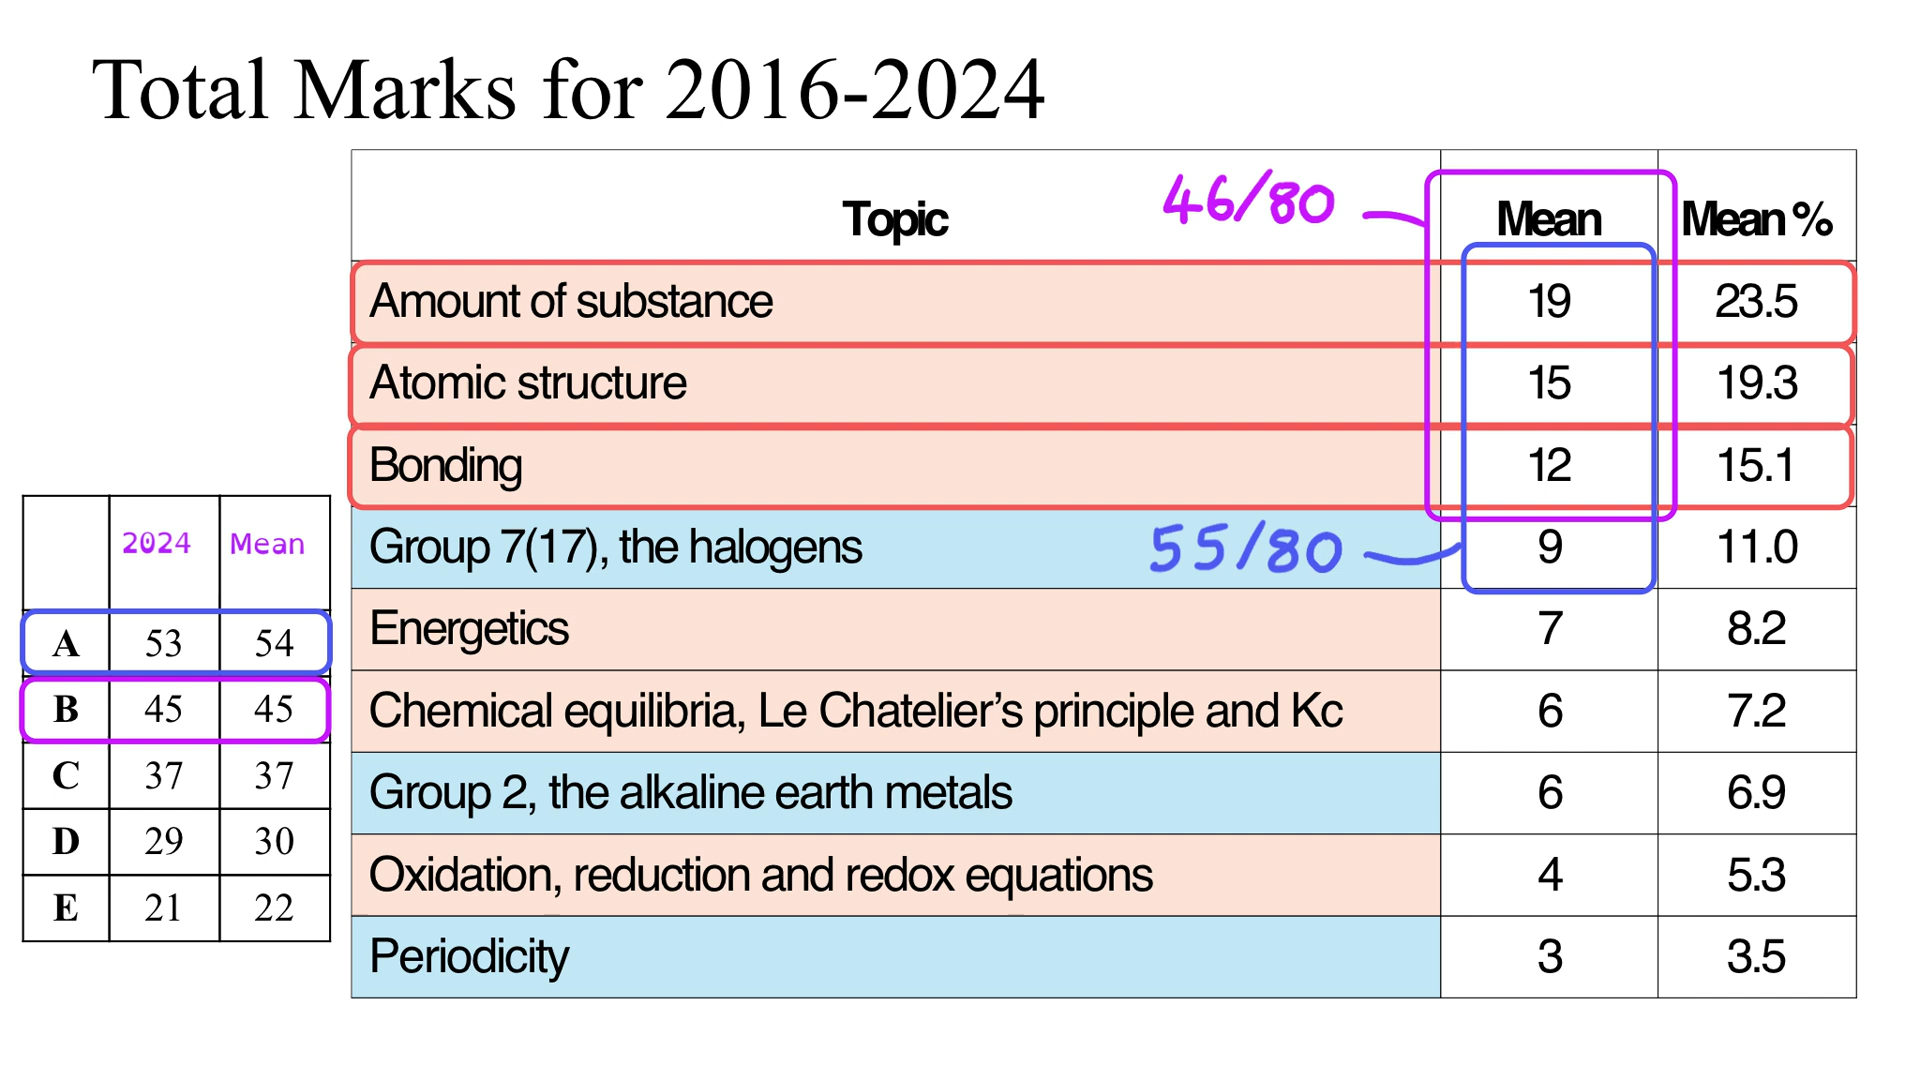 Total Marks for 2016-2024
Topic 46/80 Mean Mean %
Amount of substance 19 23.5
Atomic structure 15 19.3
Bonding 12 15.1
Group 7(17), the halogens 55/80 9 11.0
Energetics 7 8.2
Chemical equilibria, Le Chatelier’s principle and Kc 6 7.2
Group 2, the alkaline earth metals 6 6.9
Oxidation, reduction and redox equations 4 5.3
Periodicity 3 3.5
2024 Mean
A 53 54
B 45 45
C 37 37
D 29 30
E 21 22